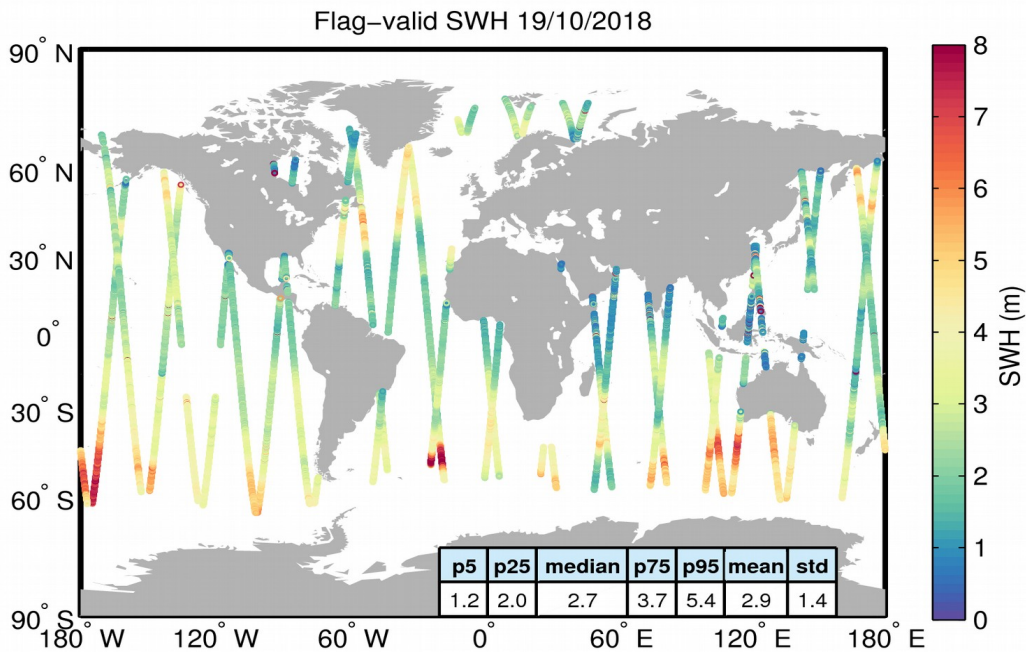 Flag−valid SWH 19/10/2018
90° N
60° N
30° N
0°
30° S
60° S
90° S
180° W
120° W
60° W
0°
60° E
120° E
180° E
p5 p25 median p75 p95 mean std
1.2 2.0 2.7 3.7 5.4 2.9 1.4
8
7
6
5
4
3
2
1
0
SWH (m)